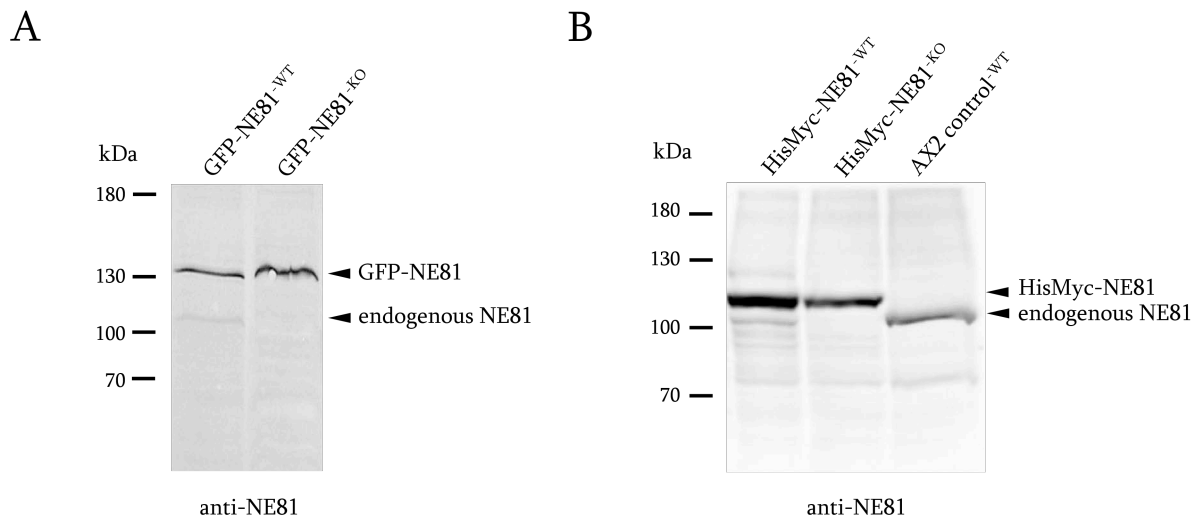 A
GFP-NE81-WT
GFP-NE81-KO
kDa
180
130
100
70
GFP-NE81
endogenous NE81
anti-NE81
B
HisMyc-NE81-WT
HisMyc-NE81-KO
AX2 control-WT
kDa
180
130
100
70
HisMyc-NE81
endogenous NE81
anti-NE81